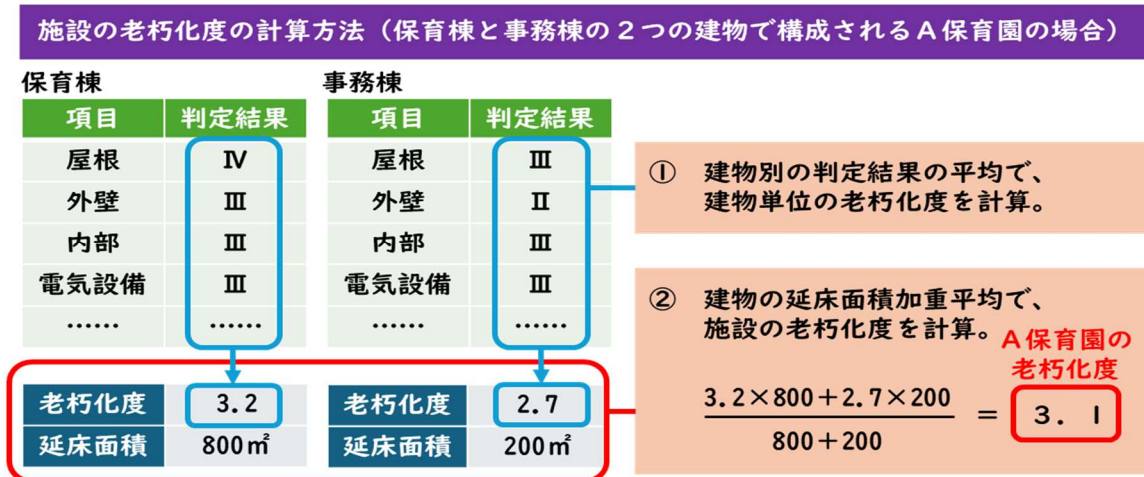 施設の老朽化度の計算方法（保育棟と事務棟の２つの建物で構成されるＡ保育園の場合）
保育棟
項目 判定結果
屋根 Ⅳ
外壁 Ⅲ
内部 Ⅲ
電気設備 Ⅲ
…… ……
老朽化度 3.2
延床面積 800㎡
事務棟
項目 判定結果
屋根 Ⅲ
外壁 Ⅱ
内部 Ⅲ
電気設備 Ⅲ
…… ……
老朽化度 2.7
延床面積 200㎡
① 建物別の判定結果の平均で、
建物単位の老朽化度を計算。
② 建物の延床面積加重平均で、
施設の老朽化度を計算。
Ａ保育園の
老朽化度
3.2×800＋2.7×200
800＋200
＝ 3．1